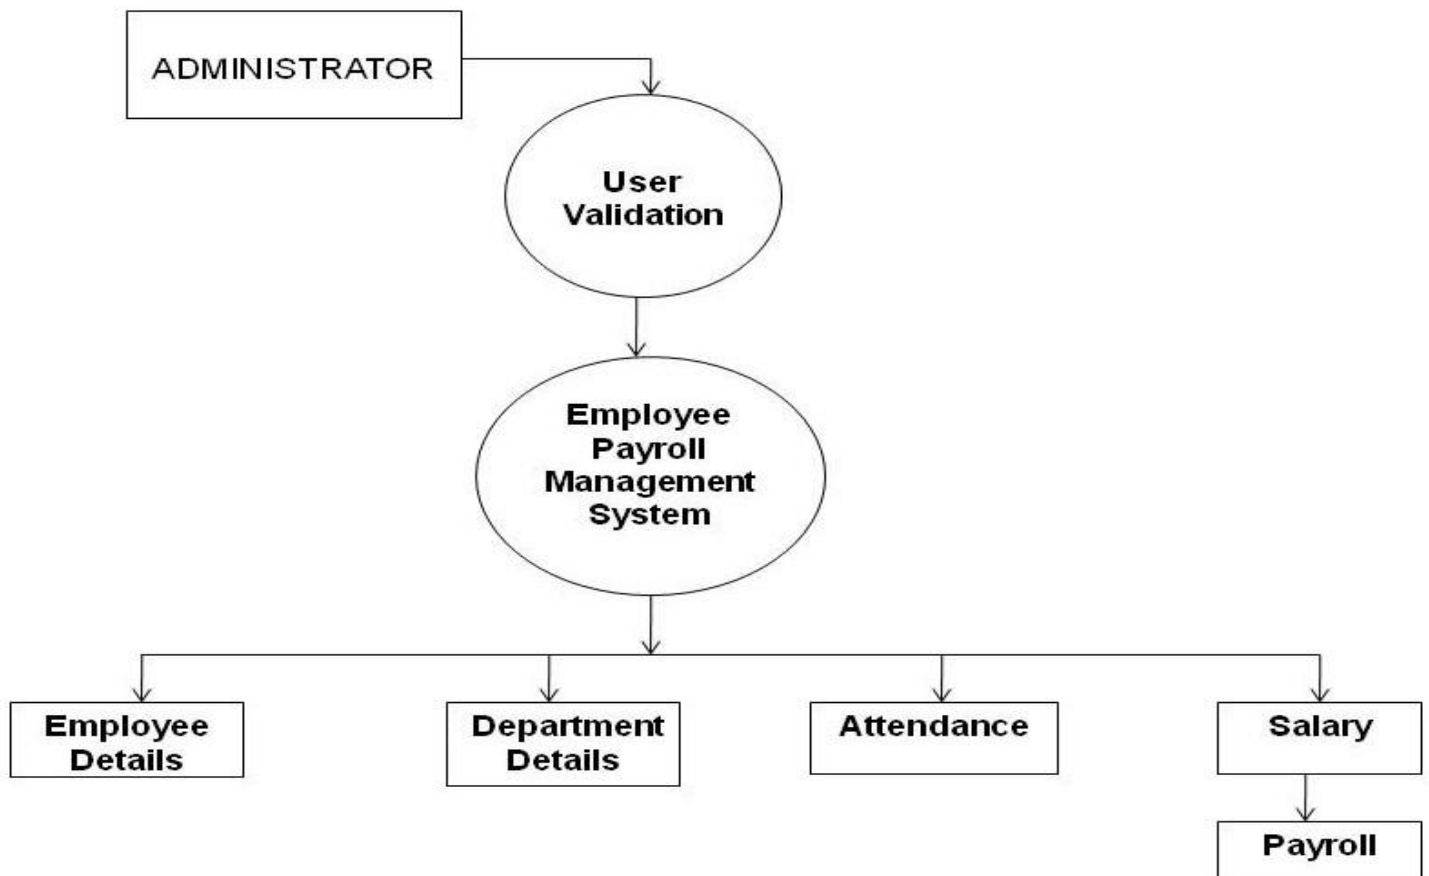 ADMINISTRATOR
User
Validation
Employee
Payroll
Management
System
Employee
Details
Department
Details
Attendance
Salary
Payroll